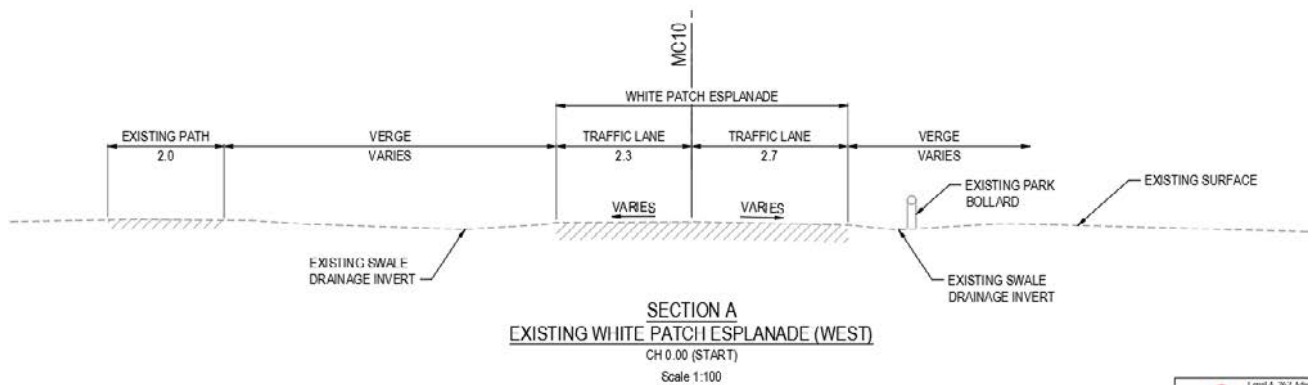 MC10
WHITE PATCH ESPLANADE
EXISTING PATH
2.0
VERGE
VARIES
TRAFFIC LANE
2.3
TRAFFIC LANE
2.7
VERGE
VARIES
VARIES
VARIES
EXISTING PARK
BOLLARD
EXISTING SURFACE
EXISTING SWALE
DRAINAGE INVERT
EXISTING SWALE
DRAINAGE INVERT
SECTION A
EXISTING WHITE PATCH ESPLANADE (WEST)
CH 0.00 (START)
Scale 1:100